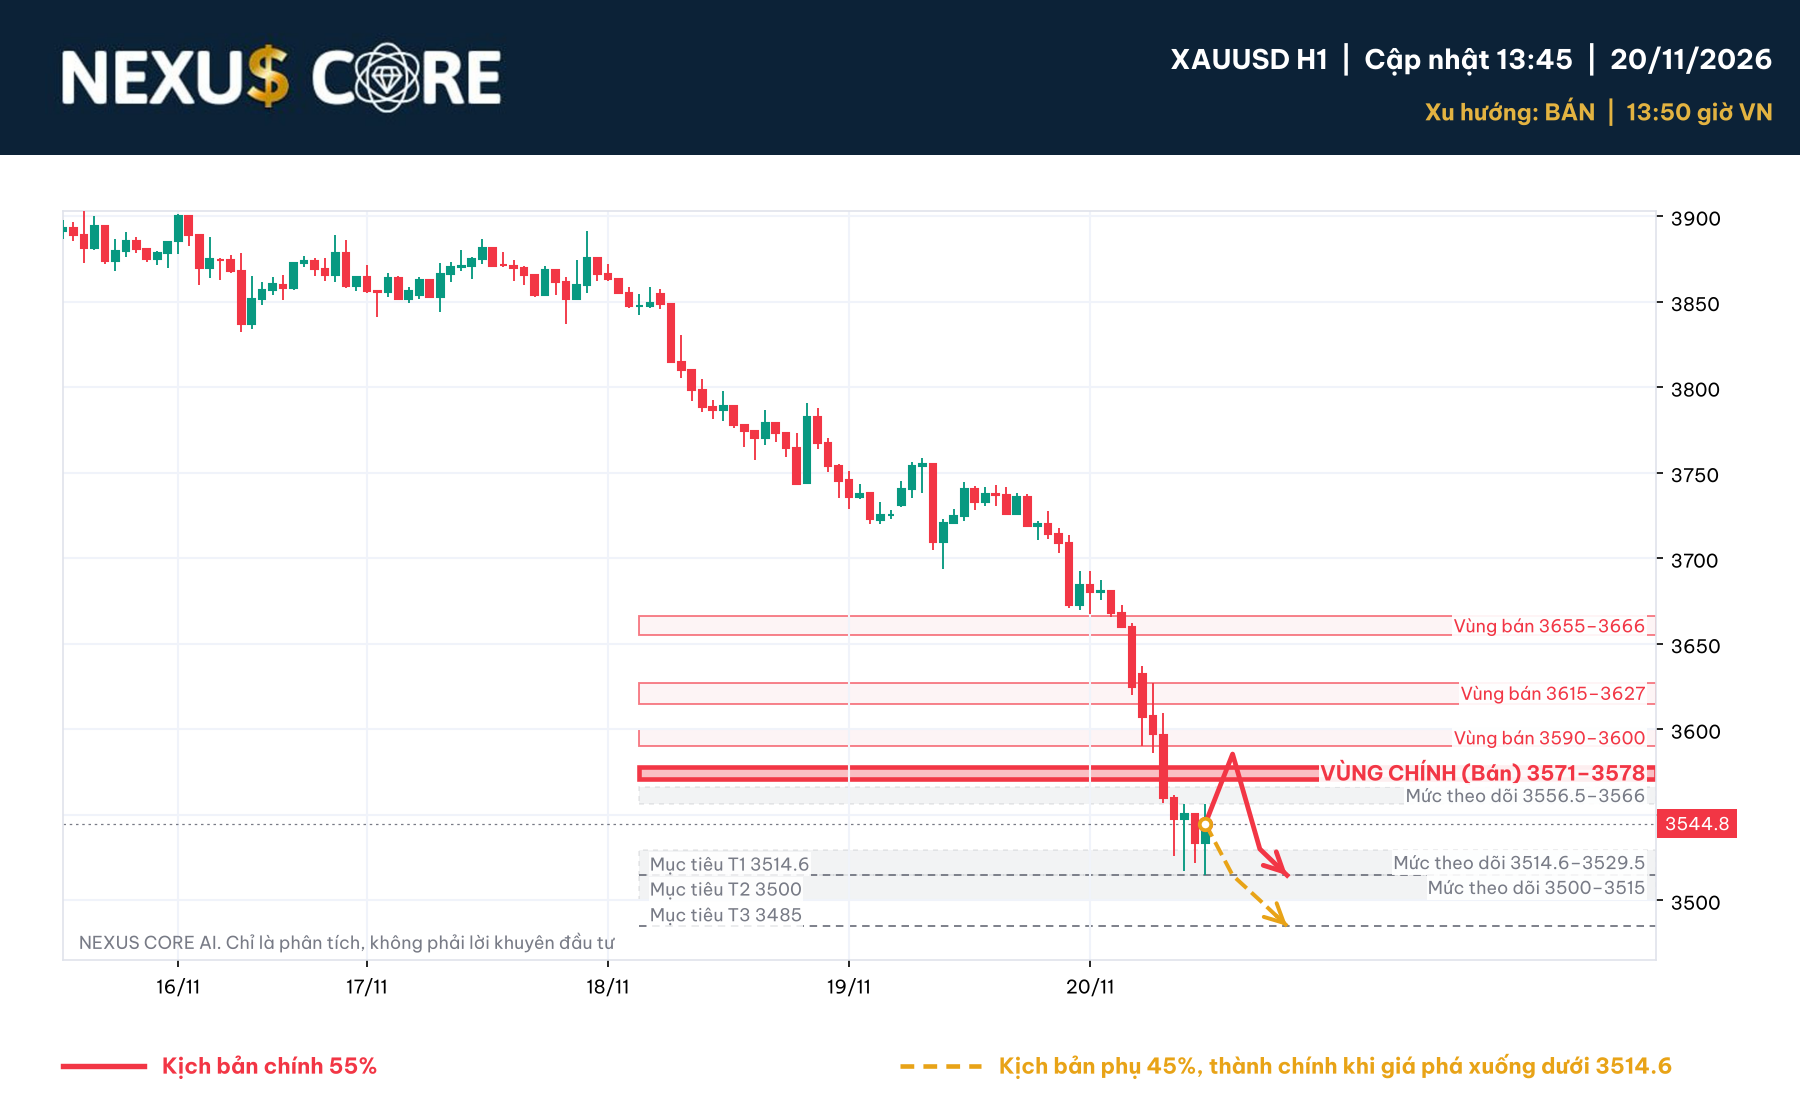 NEXU$ CORE
XAUUSD H1 | Cập nhật 13:45 | 20/11/2026
Xu hướng: BÁN | 13:50 giờ VN
3900
3850
3800
3750
3700
Vùng bán 3655–3666
3650
Vùng bán 3615–3627
3600
Vùng bán 3590–3600
VÙNG CHÍNH (Bán) 3571–3578
Mức theo dõi 3556.5–3566
3544.8
Mục tiêu T1 3514.6
Mức theo dõi 3514.6–3529.5
Mục tiêu T2 3500
Mức theo dõi 3500–3515
3500
Mục tiêu T3 3485
NEXUS CORE AI. Chỉ là phân tích, không phải lời khuyên đầu tư
16/11
17/11
18/11
19/11
20/11
Kịch bản chính 55%
Kịch bản phụ 45%, thành chính khi giá phá xuống dưới 3514.6